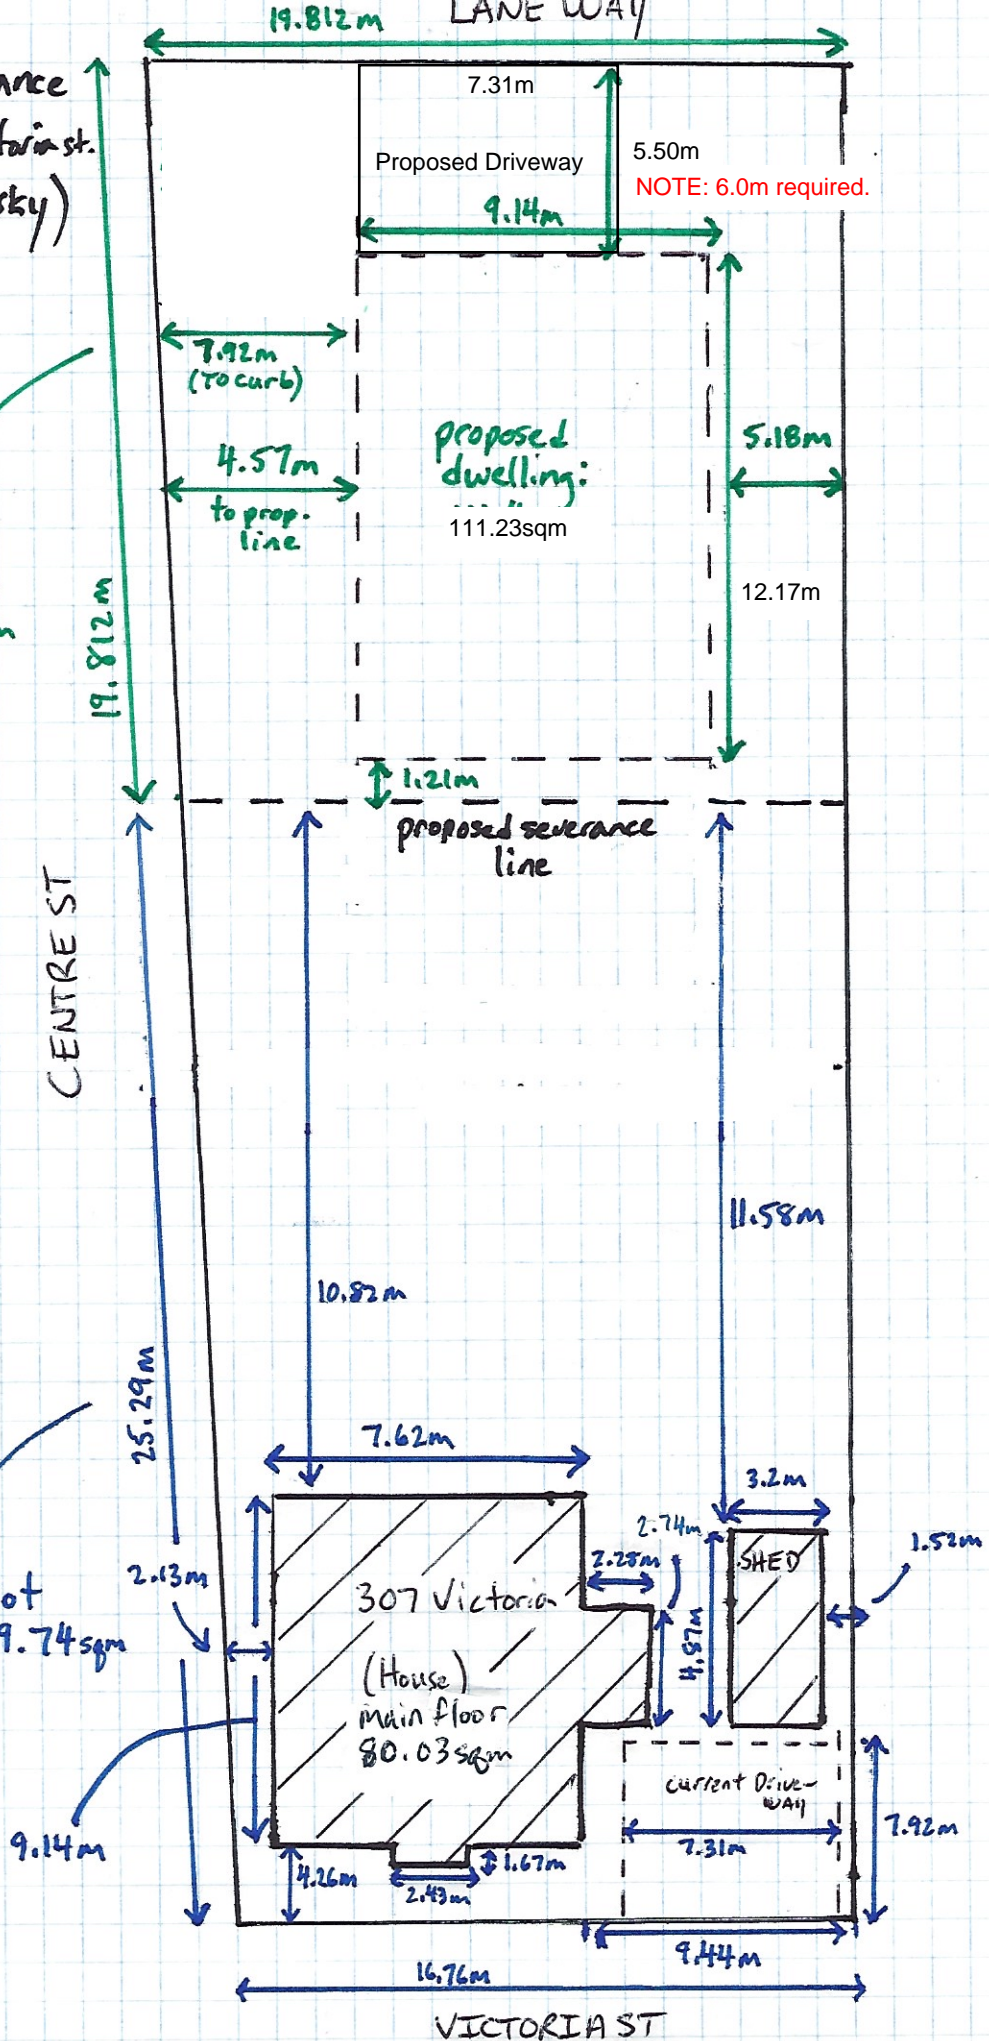 LANE WAY
19.812m
7.31m
Proposed Driveway
5.50m
NOTE: 6.0m required.
9.14m
7.92m
(To curb)
4.57m
to prop.
line
proposed
dwelling:
111.23sqm
5.18m
12.17m
19.812m
1.21m
proposed severance
line
CENTRE ST
11.58m
10.82m
25.29m
7.62m
3.2m
2.74m
2.28m
SHED
1.52m
2.13m
307 Victoria
4.87m
9.74sqm
(House)
main floor
80.03sqm
current Drive-
WAY
7.31m
7.92m
9.14m
4.26m
1.67m
2.43m
9.44m
16.76m
VICTORIA ST